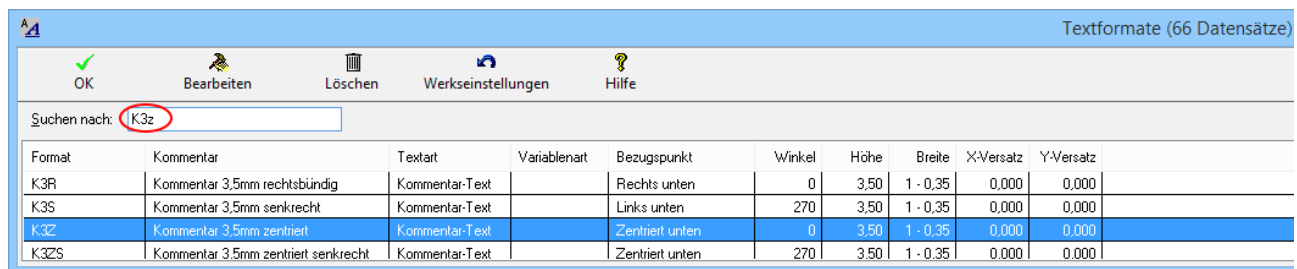 Textformate (66 Datensätze)
OK Bearbeiten Löschen Werkseinstellungen Hilfe
Suchen nach: K3z
Format Kommentar Textart Variablenart Bezugspunkt Winkel Höhe Breite X-Versatz Y-Versatz
K3R Kommentar 3,5mm rechtsbündig Kommentar-Text Rechts unten 0 3,50 1 - 0,35 0,000 0,000
K3S Kommentar 3,5mm senkrecht Kommentar-Text Links unten 270 3,50 1 - 0,35 0,000 0,000
K3Z Kommentar 3,5mm zentriert Kommentar-Text Zentriert unten 0 3,50 1 - 0,35 0,000 0,000
K3ZS Kommentar 3.5mm zentriert senkrecht Kommentar-Text Zentriert unten 270 3.50 1 - 0.35 0.000 0.000